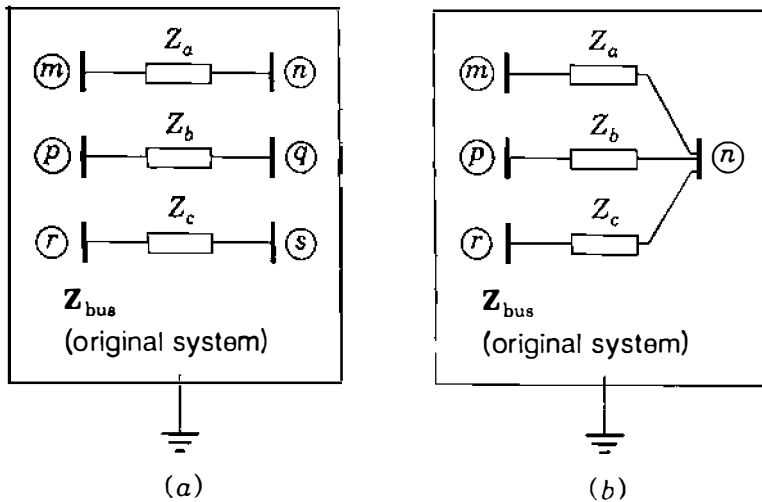 Z_a
m n
Z_b
p q
Z_c
r s
Z_bus
(original system)
(a)
Z_a
m
Z_b
p n
Z_c
r
Z_bus
(original system)
(b)